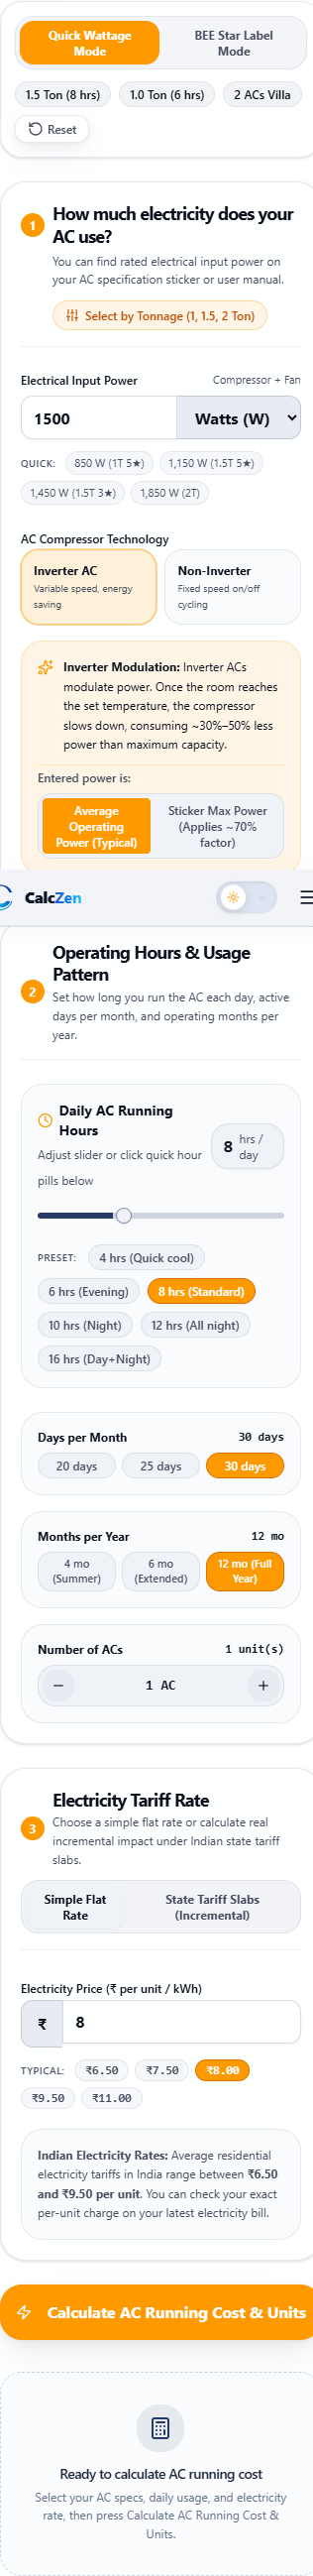 Quick Wattage
Mode
BEE Star Label
Mode
1.5 Ton (8 hrs)
1.0 Ton (6 hrs)
2 ACs Villa
Reset
1
How much electricity does your
AC use?
You can find rated electrical input power on
your AC specification sticker or user manual.
Select by Tonnage (1, 1.5, 2 Ton)
Electrical Input Power
Compressor + Fan
1500
Watts (W)
QUICK:
850 W (1T 5★)
1,150 W (1.5T 5★)
1,450 W (1.5T 3★)
1,850 W (2T)
AC Compressor Technology
Inverter AC
Variable speed, energy
saving
Non-Inverter
Fixed speed on/off
cycling
Inverter Modulation: Inverter ACs
modulate power. Once the room reaches
the set temperature, the compressor
slows down, consuming ~30%–50% less
power than maximum capacity.
Entered power is:
Average
Operating
Power (Typical)
Sticker Max Power
(Applies ~70%
factor)
CalcZen
2
Operating Hours & Usage
Pattern
Set how long you run the AC each day, active
days per month, and operating months per
year.
Daily AC Running
Hours
Adjust slider or click quick hour
pills below
8
hrs /
day
PRESET:
4 hrs (Quick cool)
6 hrs (Evening)
8 hrs (Standard)
10 hrs (Night)
12 hrs (All night)
16 hrs (Day+Night)
Days per Month
30 days
20 days
25 days
30 days
Months per Year
12 mo
4 mo
(Summer)
6 mo
(Extended)
12 mo (Full
Year)
Number of ACs
1 unit(s)
−
1 AC
+
3
Electricity Tariff Rate
Choose a simple flat rate or calculate real
incremental impact under Indian state tariff
slabs.
Simple Flat
Rate
State Tariff Slabs
(Incremental)
Electricity Price (₹ per unit / kWh)
₹
8
TYPICAL:
₹6.50
₹7.50
₹8.00
₹9.50
₹11.00
Indian Electricity Rates: Average residential
electricity tariffs in India range between ₹6.50
and ₹9.50 per unit. You can check your exact
per-unit charge on your latest electricity bill.
Calculate AC Running Cost & Units
Ready to calculate AC running cost
Select your AC specs, daily usage, and electricity
rate, then press Calculate AC Running Cost &
Units.